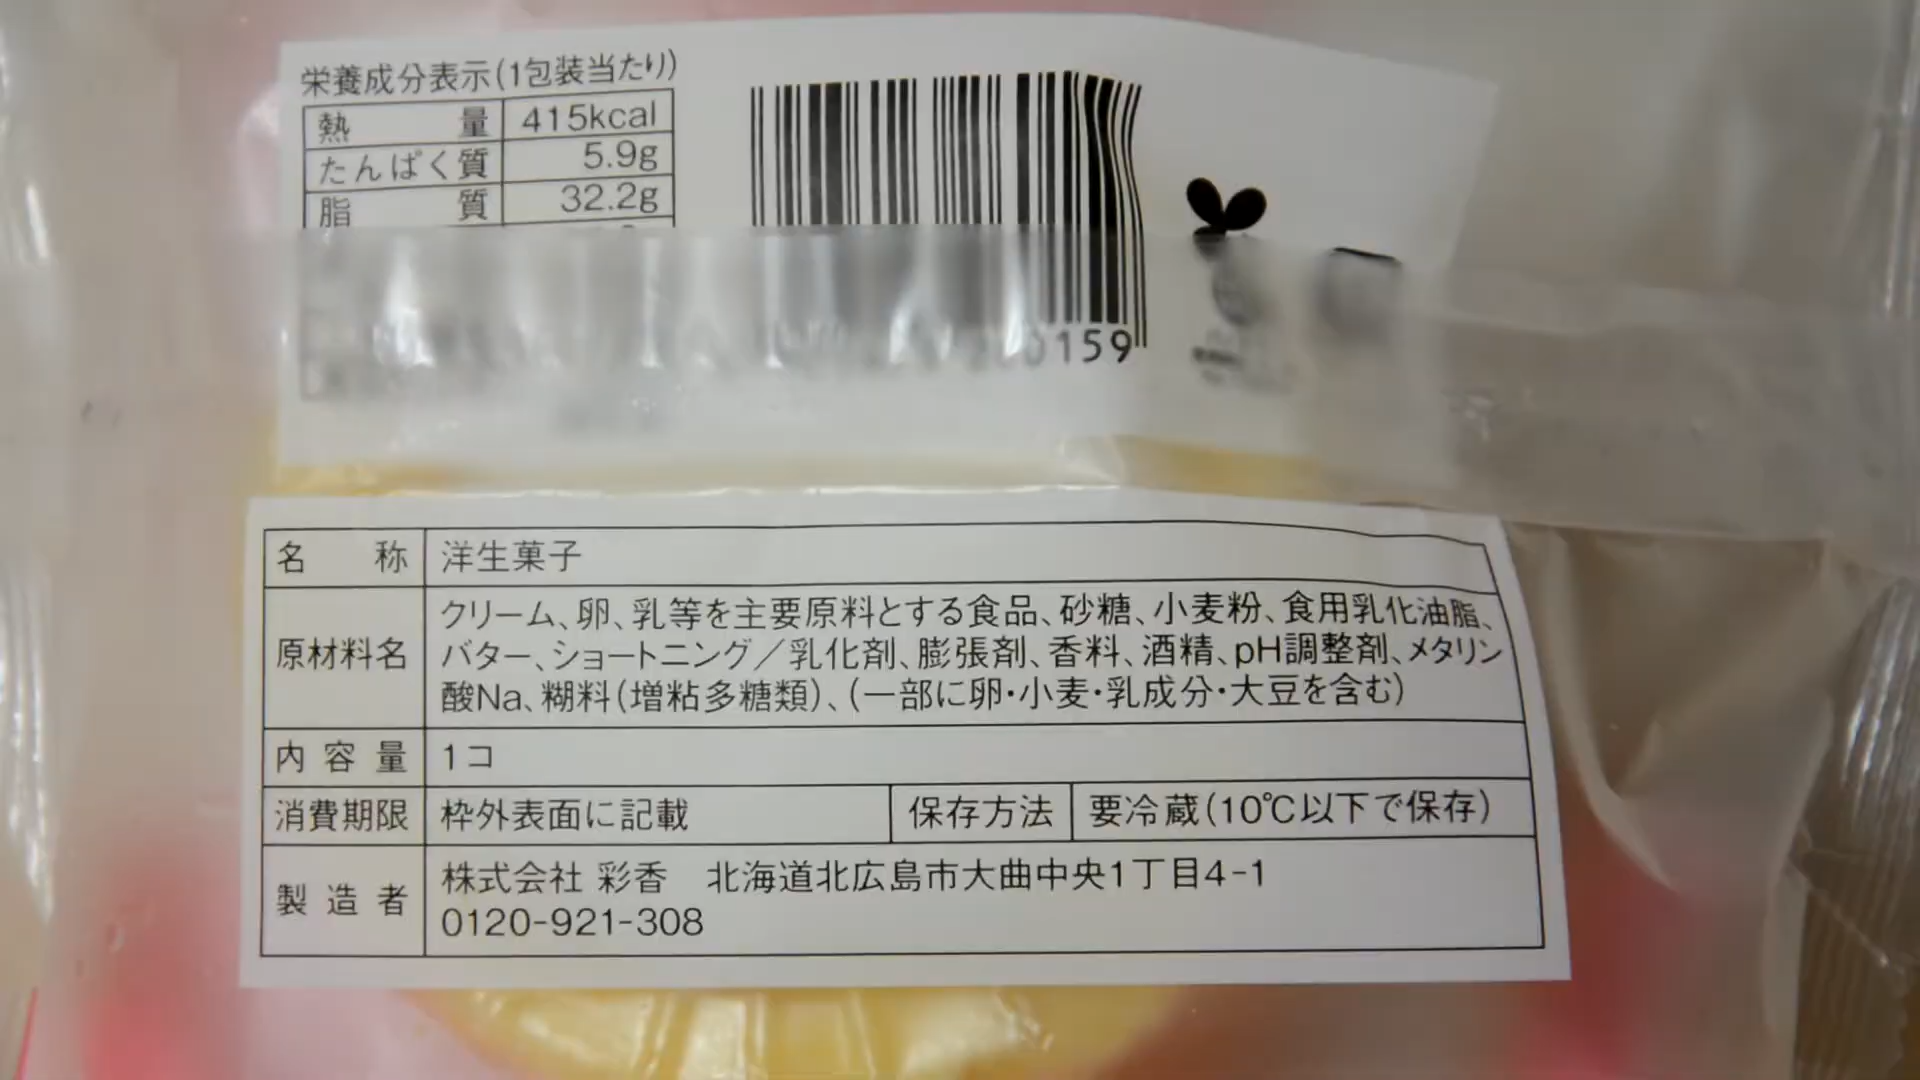 栄養成分表示(1包装当たり)
熱量 415kcal
たんぱく質 5.9g
脂質 32.2g
159
名称 洋生菓子
原材料名 クリーム、卵、乳等を主要原料とする食品、砂糖、小麦粉、食用乳化油脂、
バター、ショートニング／乳化剤、膨張剤、香料、酒精、pH調整剤、メタリン
酸Na、糊料(増粘多糖類)、(一部に卵・小麦・乳成分・大豆を含む)
内容量 1コ
消費期限 枠外表面に記載 保存方法 要冷蔵(10℃以下で保存)
製造者 株式会社 彩香 北海道北広島市大曲中央1丁目4-1
0120-921-308